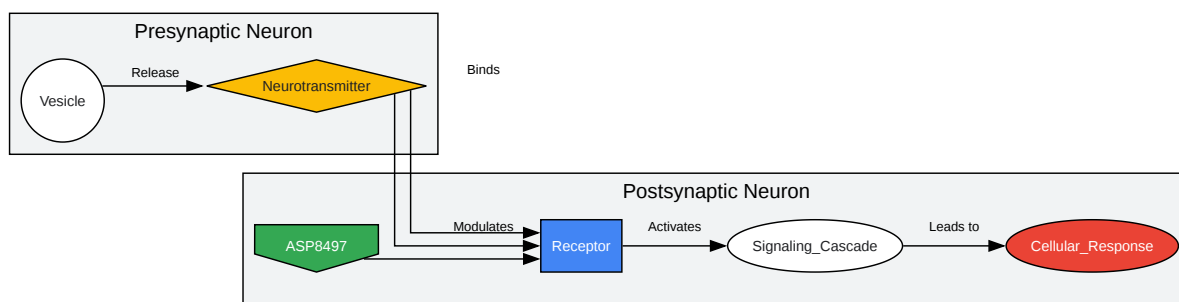 Presynaptic Neuron
Vesicle
Release
Neurotransmitter
Binds
Postsynaptic Neuron
ASP8497
Modulates
Receptor
Activates
Signaling_Cascade
Leads to
Cellular_Response